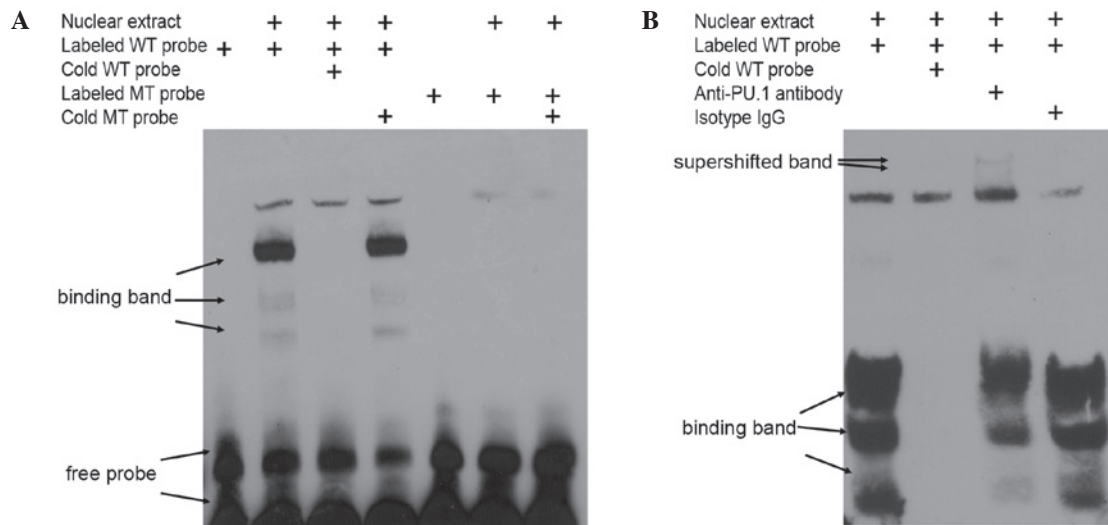 A
Nuclear extract + + + + +
Labeled WT probe + + + +
Cold WT probe +
Labeled MT probe + + +
Cold MT probe + +
binding band
free probe
B
Nuclear extract + + + +
Labeled WT probe + + + +
Cold WT probe +
Anti-PU.1 antibody +
Isotype IgG +
supershifted band
binding band